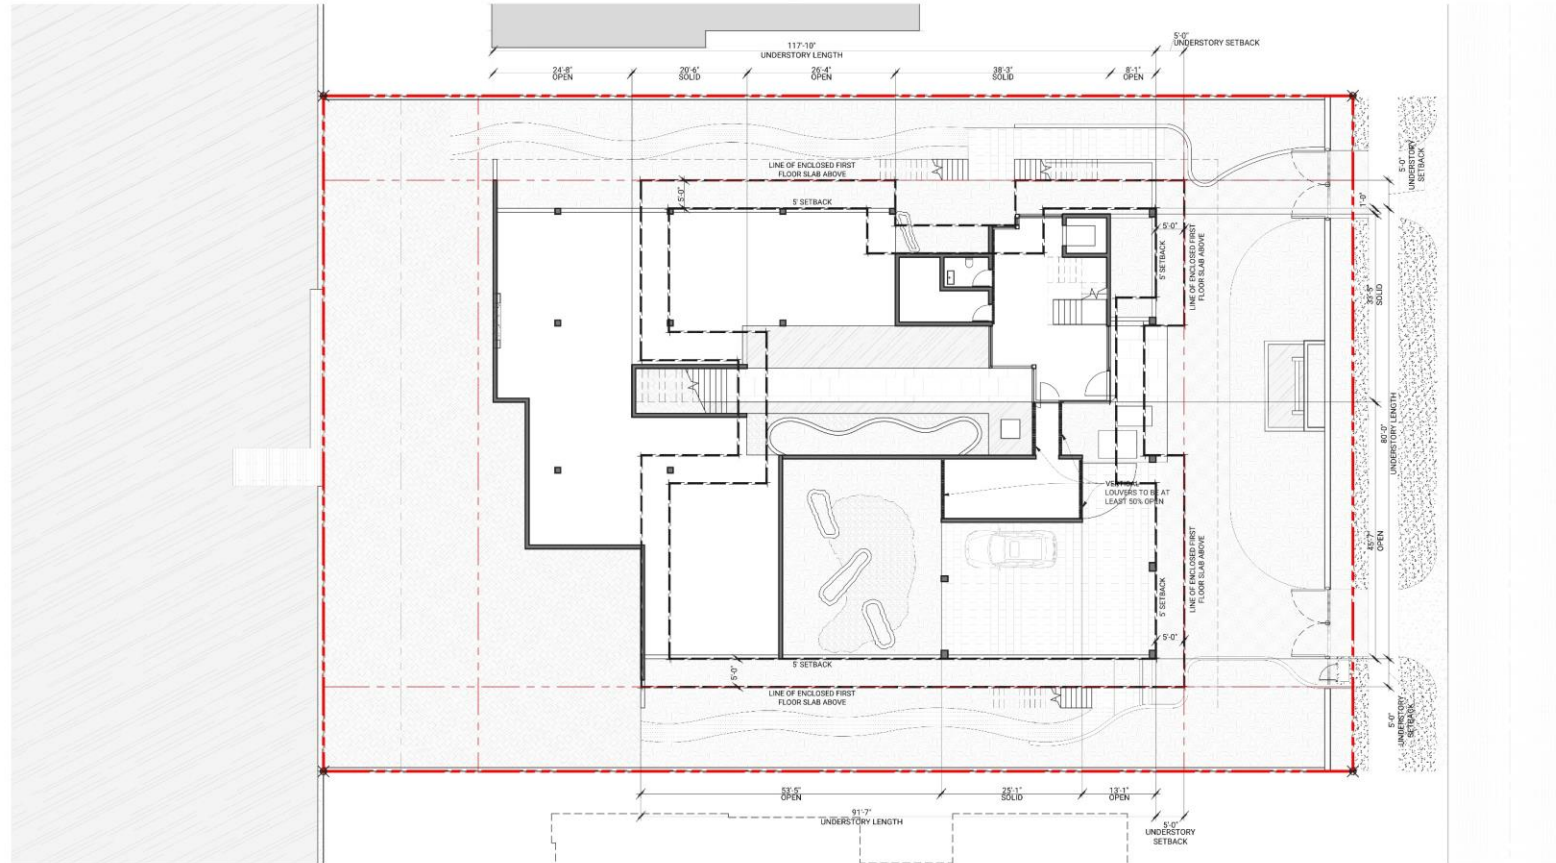 117'-10"
UNDERSTORY LENGTH
5'-0"
UNDERSTORY SETBACK
24'-8"
OPEN
20'-6"
SOLID
26'-4"
OPEN
38'-3"
SOLID
8'-1"
OPEN
LINE OF ENCLOSED FIRST
FLOOR SLAB ABOVE
5'-0"
5' SETBACK
5'-0"
UNDERSTORY
SETBACK
1'-0"
5'-0"
5' SETBACK
LINE OF ENCLOSED FIRST
FLOOR SLAB ABOVE
33'-5"
SOLID
80'-0"
UNDERSTORY LENGTH
VERTICAL
LOUVERS TO BE AT
LEAST 50% OPEN
45'-7"
OPEN
LINE OF ENCLOSED FIRST
FLOOR SLAB ABOVE
5' SETBACK
5'-0"
5' SETBACK
5'-0"
LINE OF ENCLOSED FIRST
FLOOR SLAB ABOVE
5'-0"
UNDERSTORY
SETBACK
53'-5"
OPEN
25'-1"
SOLID
13'-1"
OPEN
91'-7"
UNDERSTORY LENGTH
5'-0"
UNDERSTORY
SETBACK